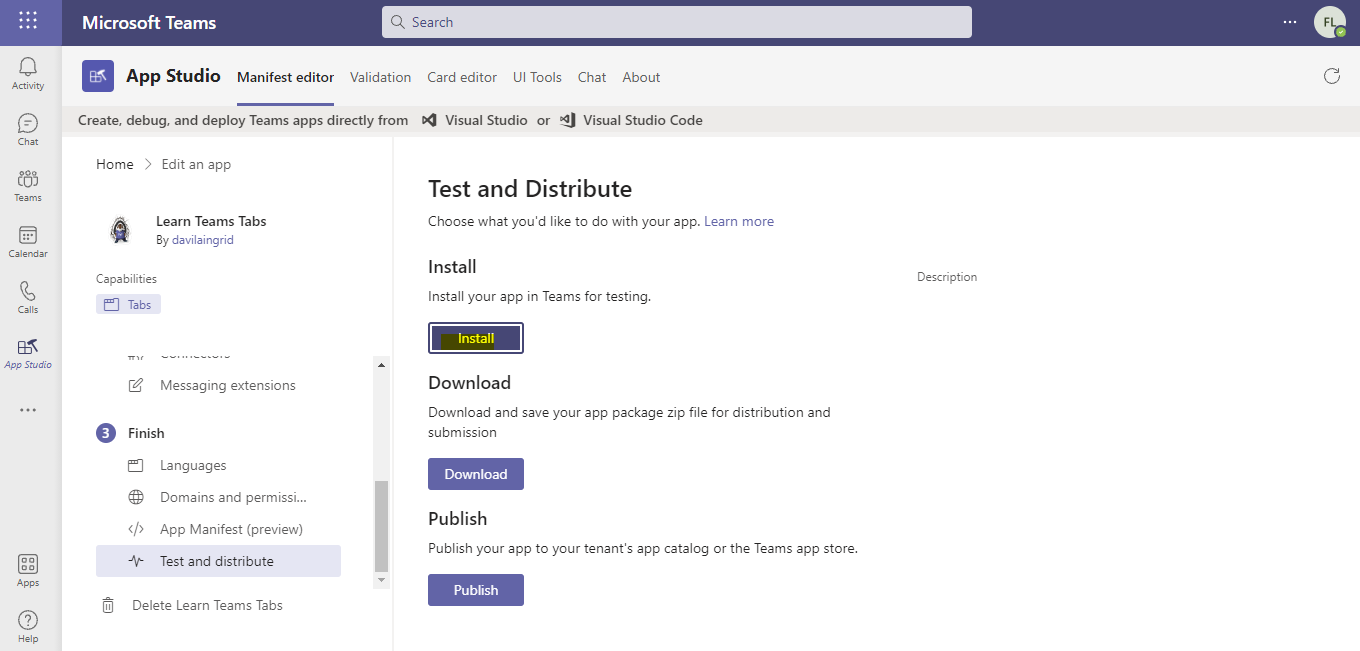 Microsoft Teams
Search
FL
Activity
Chat
Teams
Calendar
Calls
App Studio
Apps
Help
App Studio
Manifest editor
Validation
Card editor
UI Tools
Chat
About
Create, debug, and deploy Teams apps directly from Visual Studio or Visual Studio Code
Home > Edit an app
Learn Teams Tabs
By davilaingrid
Capabilities
Tabs
Connectors
Messaging extensions
3 Finish
Languages
Domains and permissi...
App Manifest (preview)
Test and distribute
Delete Learn Teams Tabs
Test and Distribute
Choose what you'd like to do with your app. Learn more
Install
Install your app in Teams for testing.
Install
Description
Download
Download and save your app package zip file for distribution and
submission
Download
Publish
Publish your app to your tenant's app catalog or the Teams app store.
Publish